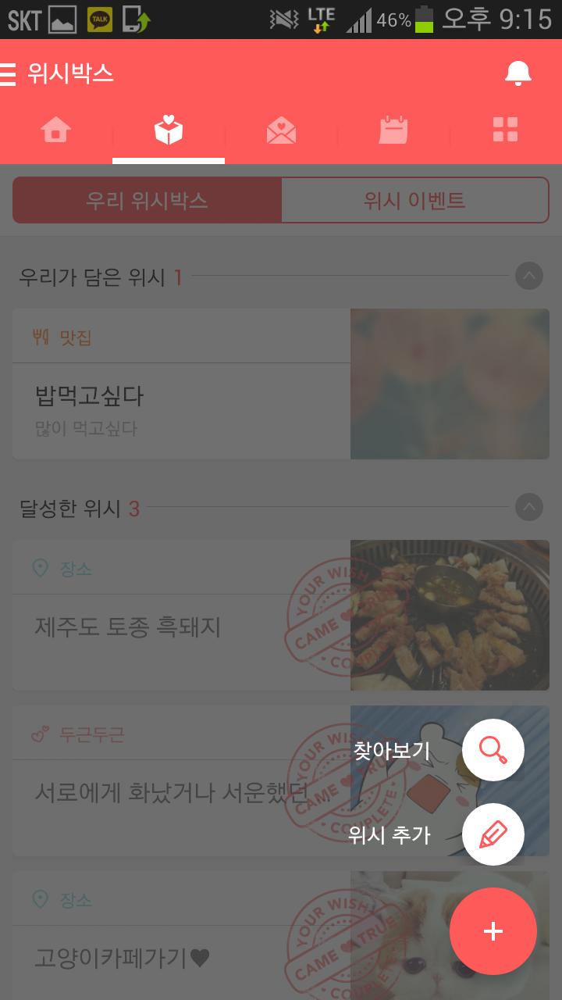 SKT TALK LTE 46% 오후 9:15
위시박스
우리 위시박스 위시 이벤트
우리가 담은 위시 1
맛집
밥먹고싶다
많이 먹고싶다
달성한 위시 3
장소
YOUR WISH
CAME TRUE
제주도 토종 흑돼지
두근두근
YOUR WISH
CAME TRUE
COUPLETE
찾아보기
서로에게 화났거나 서운했던 ...
위시 추가
장소
YOUR WISH
CAME TRUE
고양이카페가기♥
+